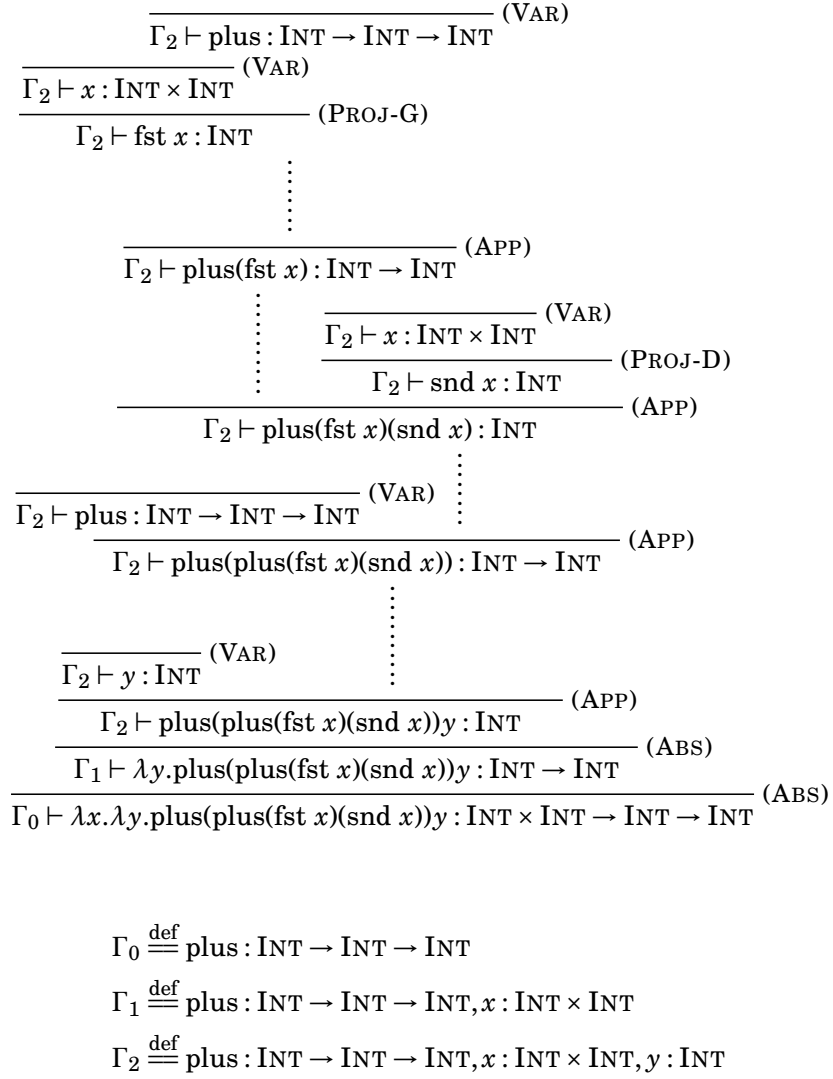 (VAR)
Γ₂ ⊢ plus : INT → INT → INT
(VAR)
Γ₂ ⊢ x : INT × INT
(PROJ-G)
Γ₂ ⊢ fst x : INT
(APP)
Γ₂ ⊢ plus(fst x) : INT → INT
(VAR)
Γ₂ ⊢ x : INT × INT
(PROJ-D)
Γ₂ ⊢ snd x : INT
(APP)
Γ₂ ⊢ plus(fst x)(snd x) : INT
(VAR)
Γ₂ ⊢ plus : INT → INT → INT
(APP)
Γ₂ ⊢ plus(plus(fst x)(snd x)) : INT → INT
(VAR)
Γ₂ ⊢ y : INT
(APP)
Γ₂ ⊢ plus(plus(fst x)(snd x))y : INT
(ABS)
Γ₁ ⊢ λy.plus(plus(fst x)(snd x))y : INT → INT
(ABS)
Γ₀ ⊢ λx.λy.plus(plus(fst x)(snd x))y : INT × INT → INT → INT
Γ₀ def== plus : INT → INT → INT
Γ₁ def== plus : INT → INT → INT, x : INT × INT
Γ₂ def== plus : INT → INT → INT, x : INT × INT, y : INT